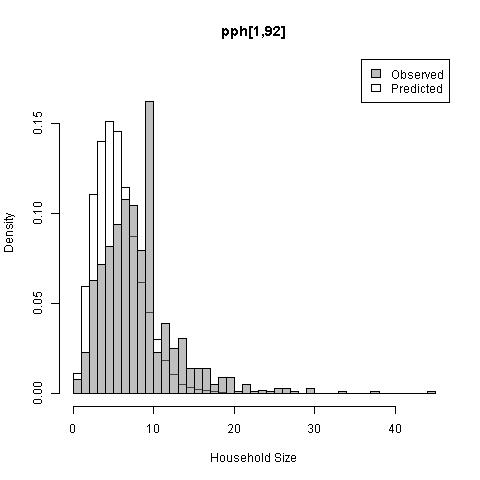 pph[1,92]
Observed
Predicted
Density
0.15
0.10
0.05
0.00
0 10 20 30 40
Household Size